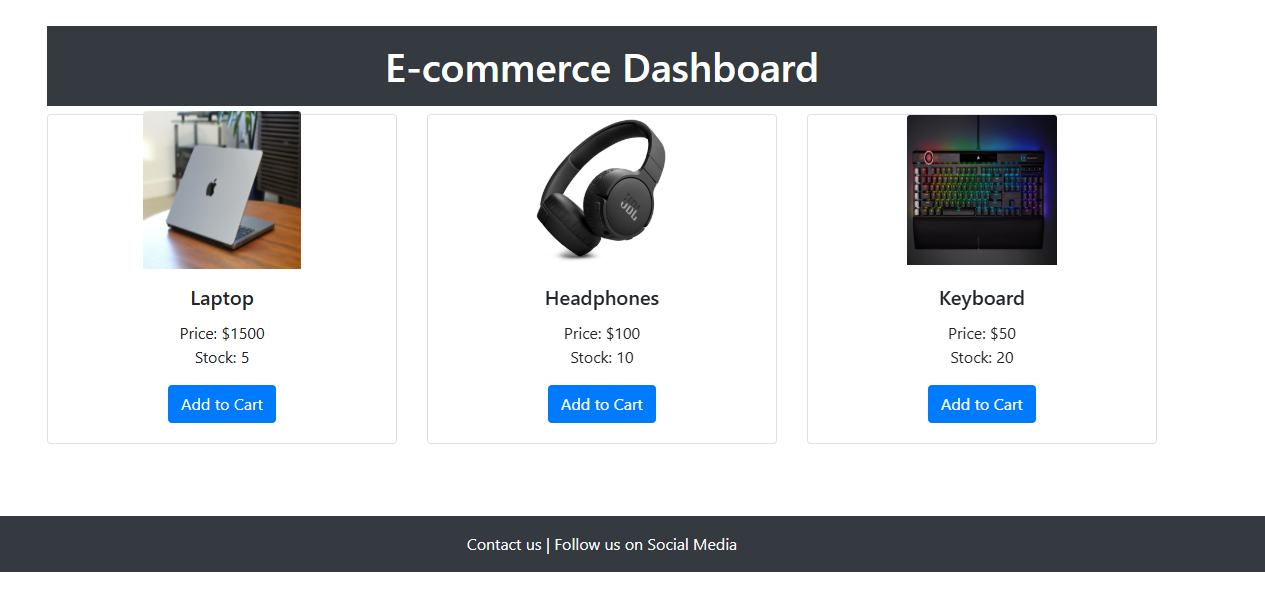 E-commerce Dashboard
JBL
Laptop
Price: $1500
Stock: 5
Add to Cart
Headphones
Price: $100
Stock: 10
Add to Cart
Keyboard
Price: $50
Stock: 20
Add to Cart
Contact us | Follow us on Social Media